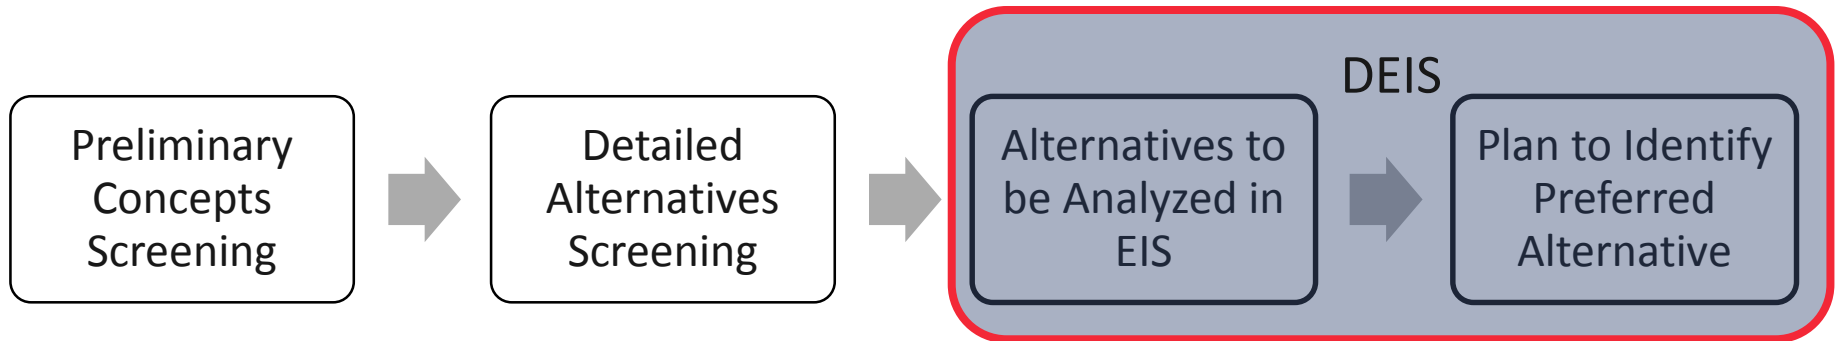 Preliminary
Concepts
Screening
Detailed
Alternatives
Screening
DEIS
Alternatives to
be Analyzed in
EIS
Plan to Identify
Preferred
Alternative